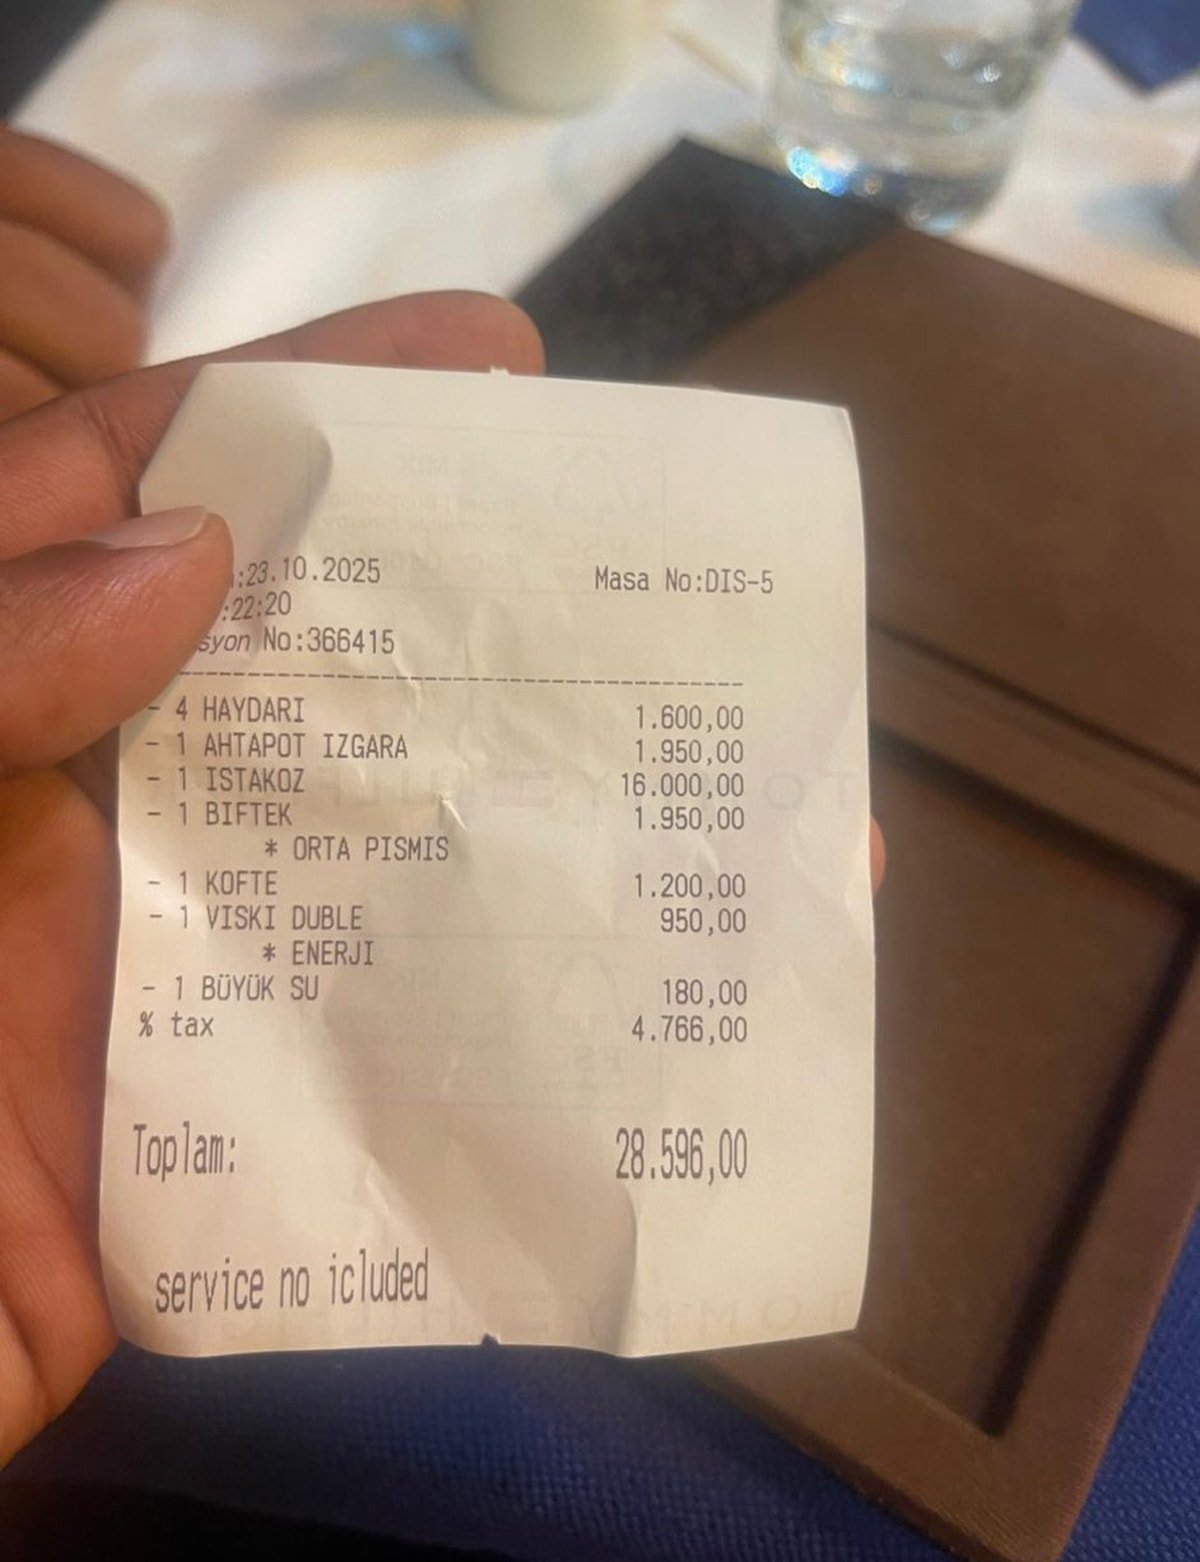 :23.10.2025 Masa No:DIS-5
:22:20
syon No:366415
- 4 HAYDARI 1.600,00
- 1 AHTAPOT IZGARA 1.950,00
- 1 ISTAKOZ 16.000,00
- 1 BIFTEK 1.950,00
* ORTA PISMIS
- 1 KOFTE 1.200,00
- 1 VISKI DUBLE 950,00
* ENERJI
- 1 BÜYÜK SU 180,00
% tax 4.766,00
Toplam: 28.596,00
service no icluded